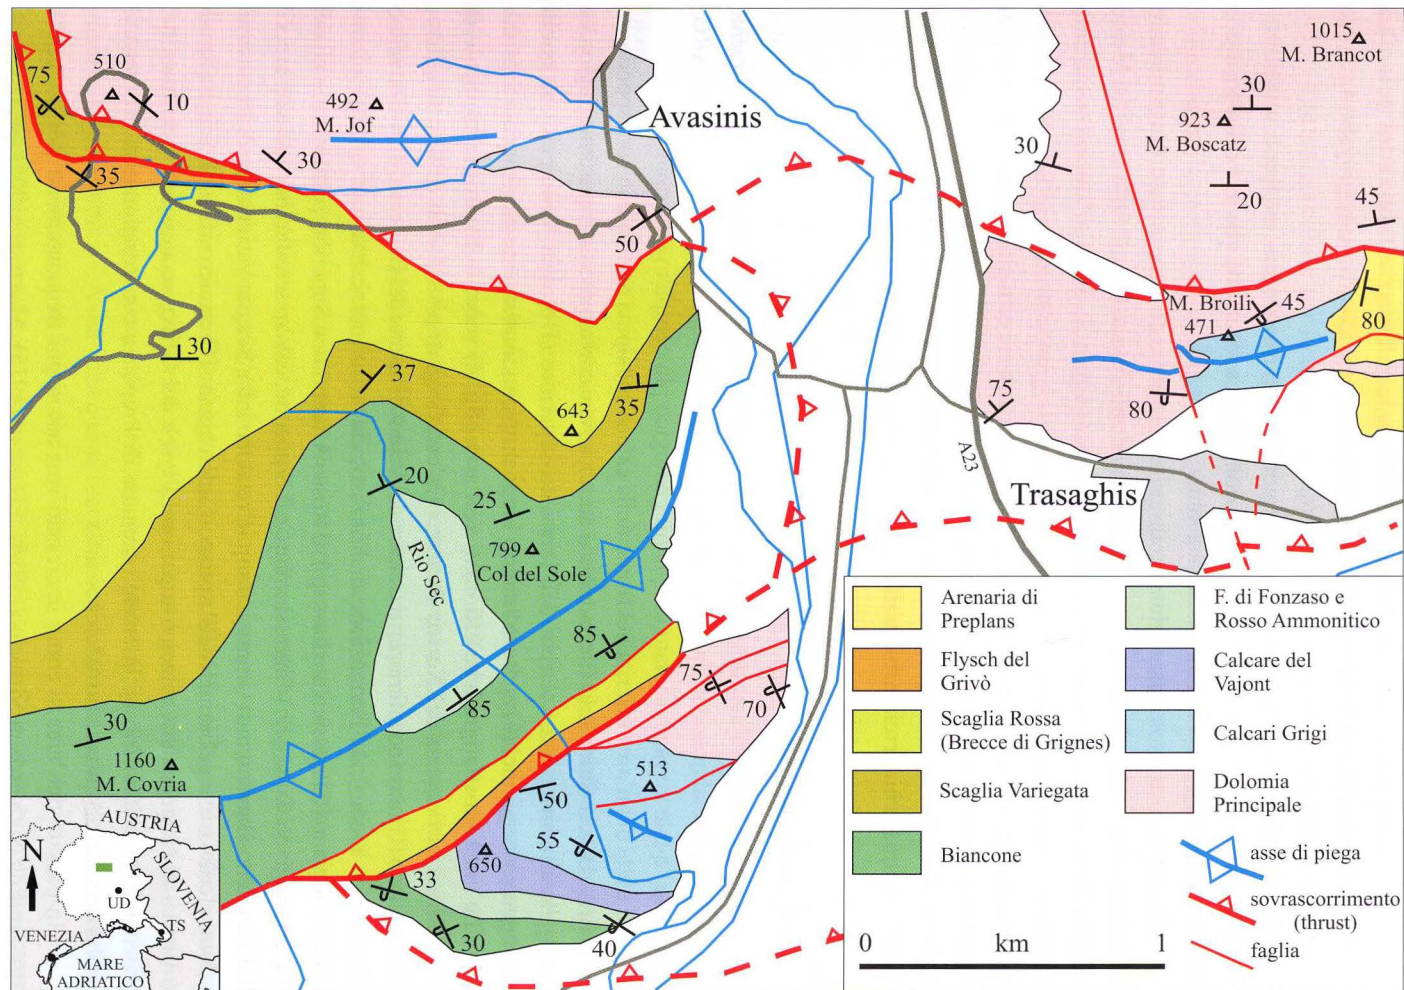 75
510
10
492
M. Jof
Avasinis
30
35
50
1015
M. Brancot
30
923
M. Boscatz
30
20
45
M. Broili
45
471
80
30
37
643
35
75
80
A23
Trasaghis
20
25
Rio Sec
799
Col del Sole
85
85
75
70
30
1160
M. Covria
513
50
55
650
33
30
40
AUSTRIA
N
SLOVENIA
UD
TS
VENEZIA
MARE
ADRIATICO
Arenaria di
Preplans
Flysch del
Grivò
Scaglia Rossa
(Brecce di Grignes)
Scaglia Variegata
Biancone
F. di Fonzaso e
Rosso Ammonitico
Calcare del
Vajont
Calcari Grigi
Dolomia
Principale
asse di piega
sovrascorrimento
(thrust)
faglia
0 km 1